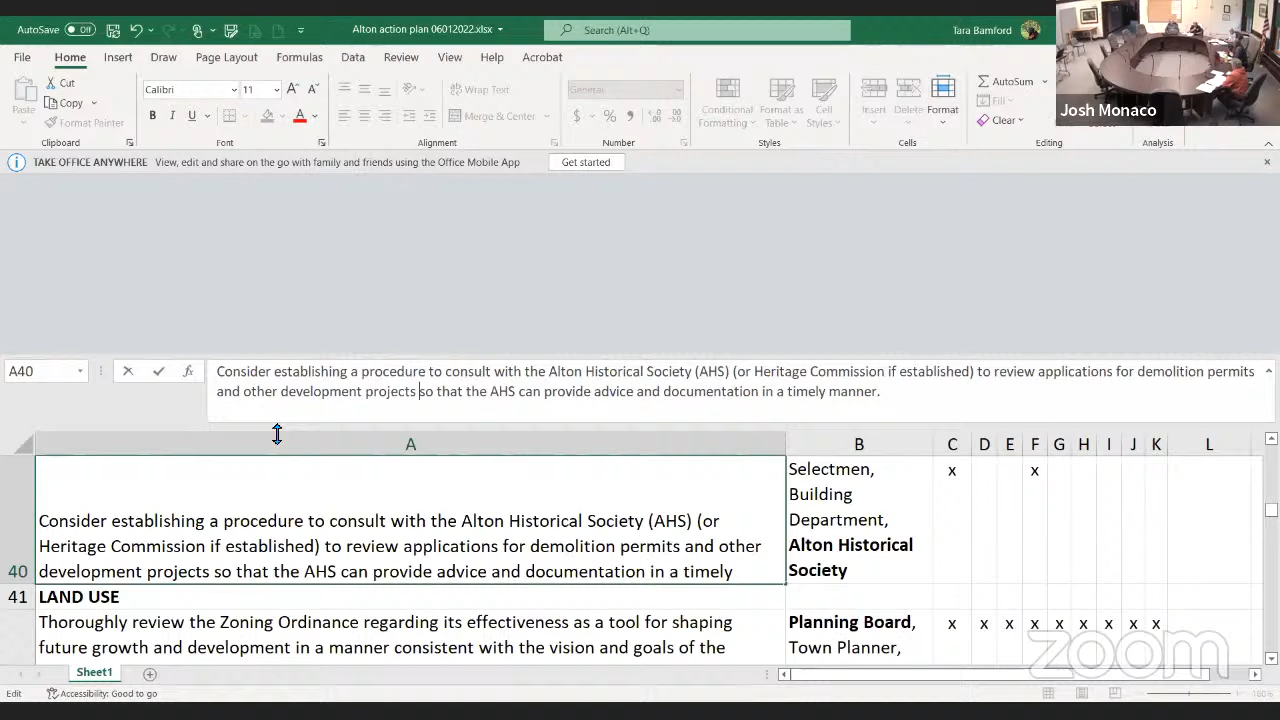 AutoSave Off Alton action plan 06012022.xlsx Search (Alt+Q) Tara Bamford
File Home Insert Draw Page Layout Formulas Data Review View Help Acrobat
Paste Cut Copy Format Painter Clipboard
Calibri 11 B I U A Font
Wrap Text Merge & Center Alignment
General $ % Number
Conditional Formatting Format as Table Cell Styles Styles
Insert Delete Format Cells
AutoSum Fill Clear Editing
Analysis
Josh Monaco
TAKE OFFICE ANYWHERE View, edit and share on the go with family and friends using the Office Mobile App Get started
A40 fx Consider establishing a procedure to consult with the Alton Historical Society (AHS) (or Heritage Commission if established) to review applications for demolition permits
and other development projects so that the AHS can provide advice and documentation in a timely manner.
A B C D E F G H I J K L
Selectmen, x x
Building
Department,
Consider establishing a procedure to consult with the Alton Historical Society (AHS) (or
Heritage Commission if established) to review applications for demolition permits and other Alton Historical
40 development projects so that the AHS can provide advice and documentation in a timely Society
41 LAND USE
Thoroughly review the Zoning Ordinance regarding its effectiveness as a tool for shaping Planning Board, x x x x x x x x x
future growth and development in a manner consistent with the vision and goals of the Town Planner,
zoom
Sheet1
Edit Accessibility: Good to go 180%